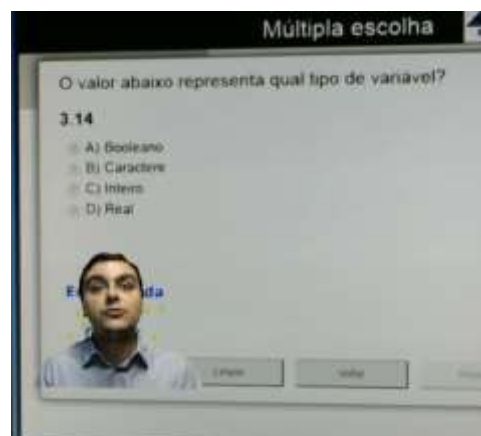 Múltipla escolha
O valor abaixo representa qual tipo de variável?
3.14
A) Booleano
B) Caractere
C) Inteiro
D) Real
Limpar
Voltar